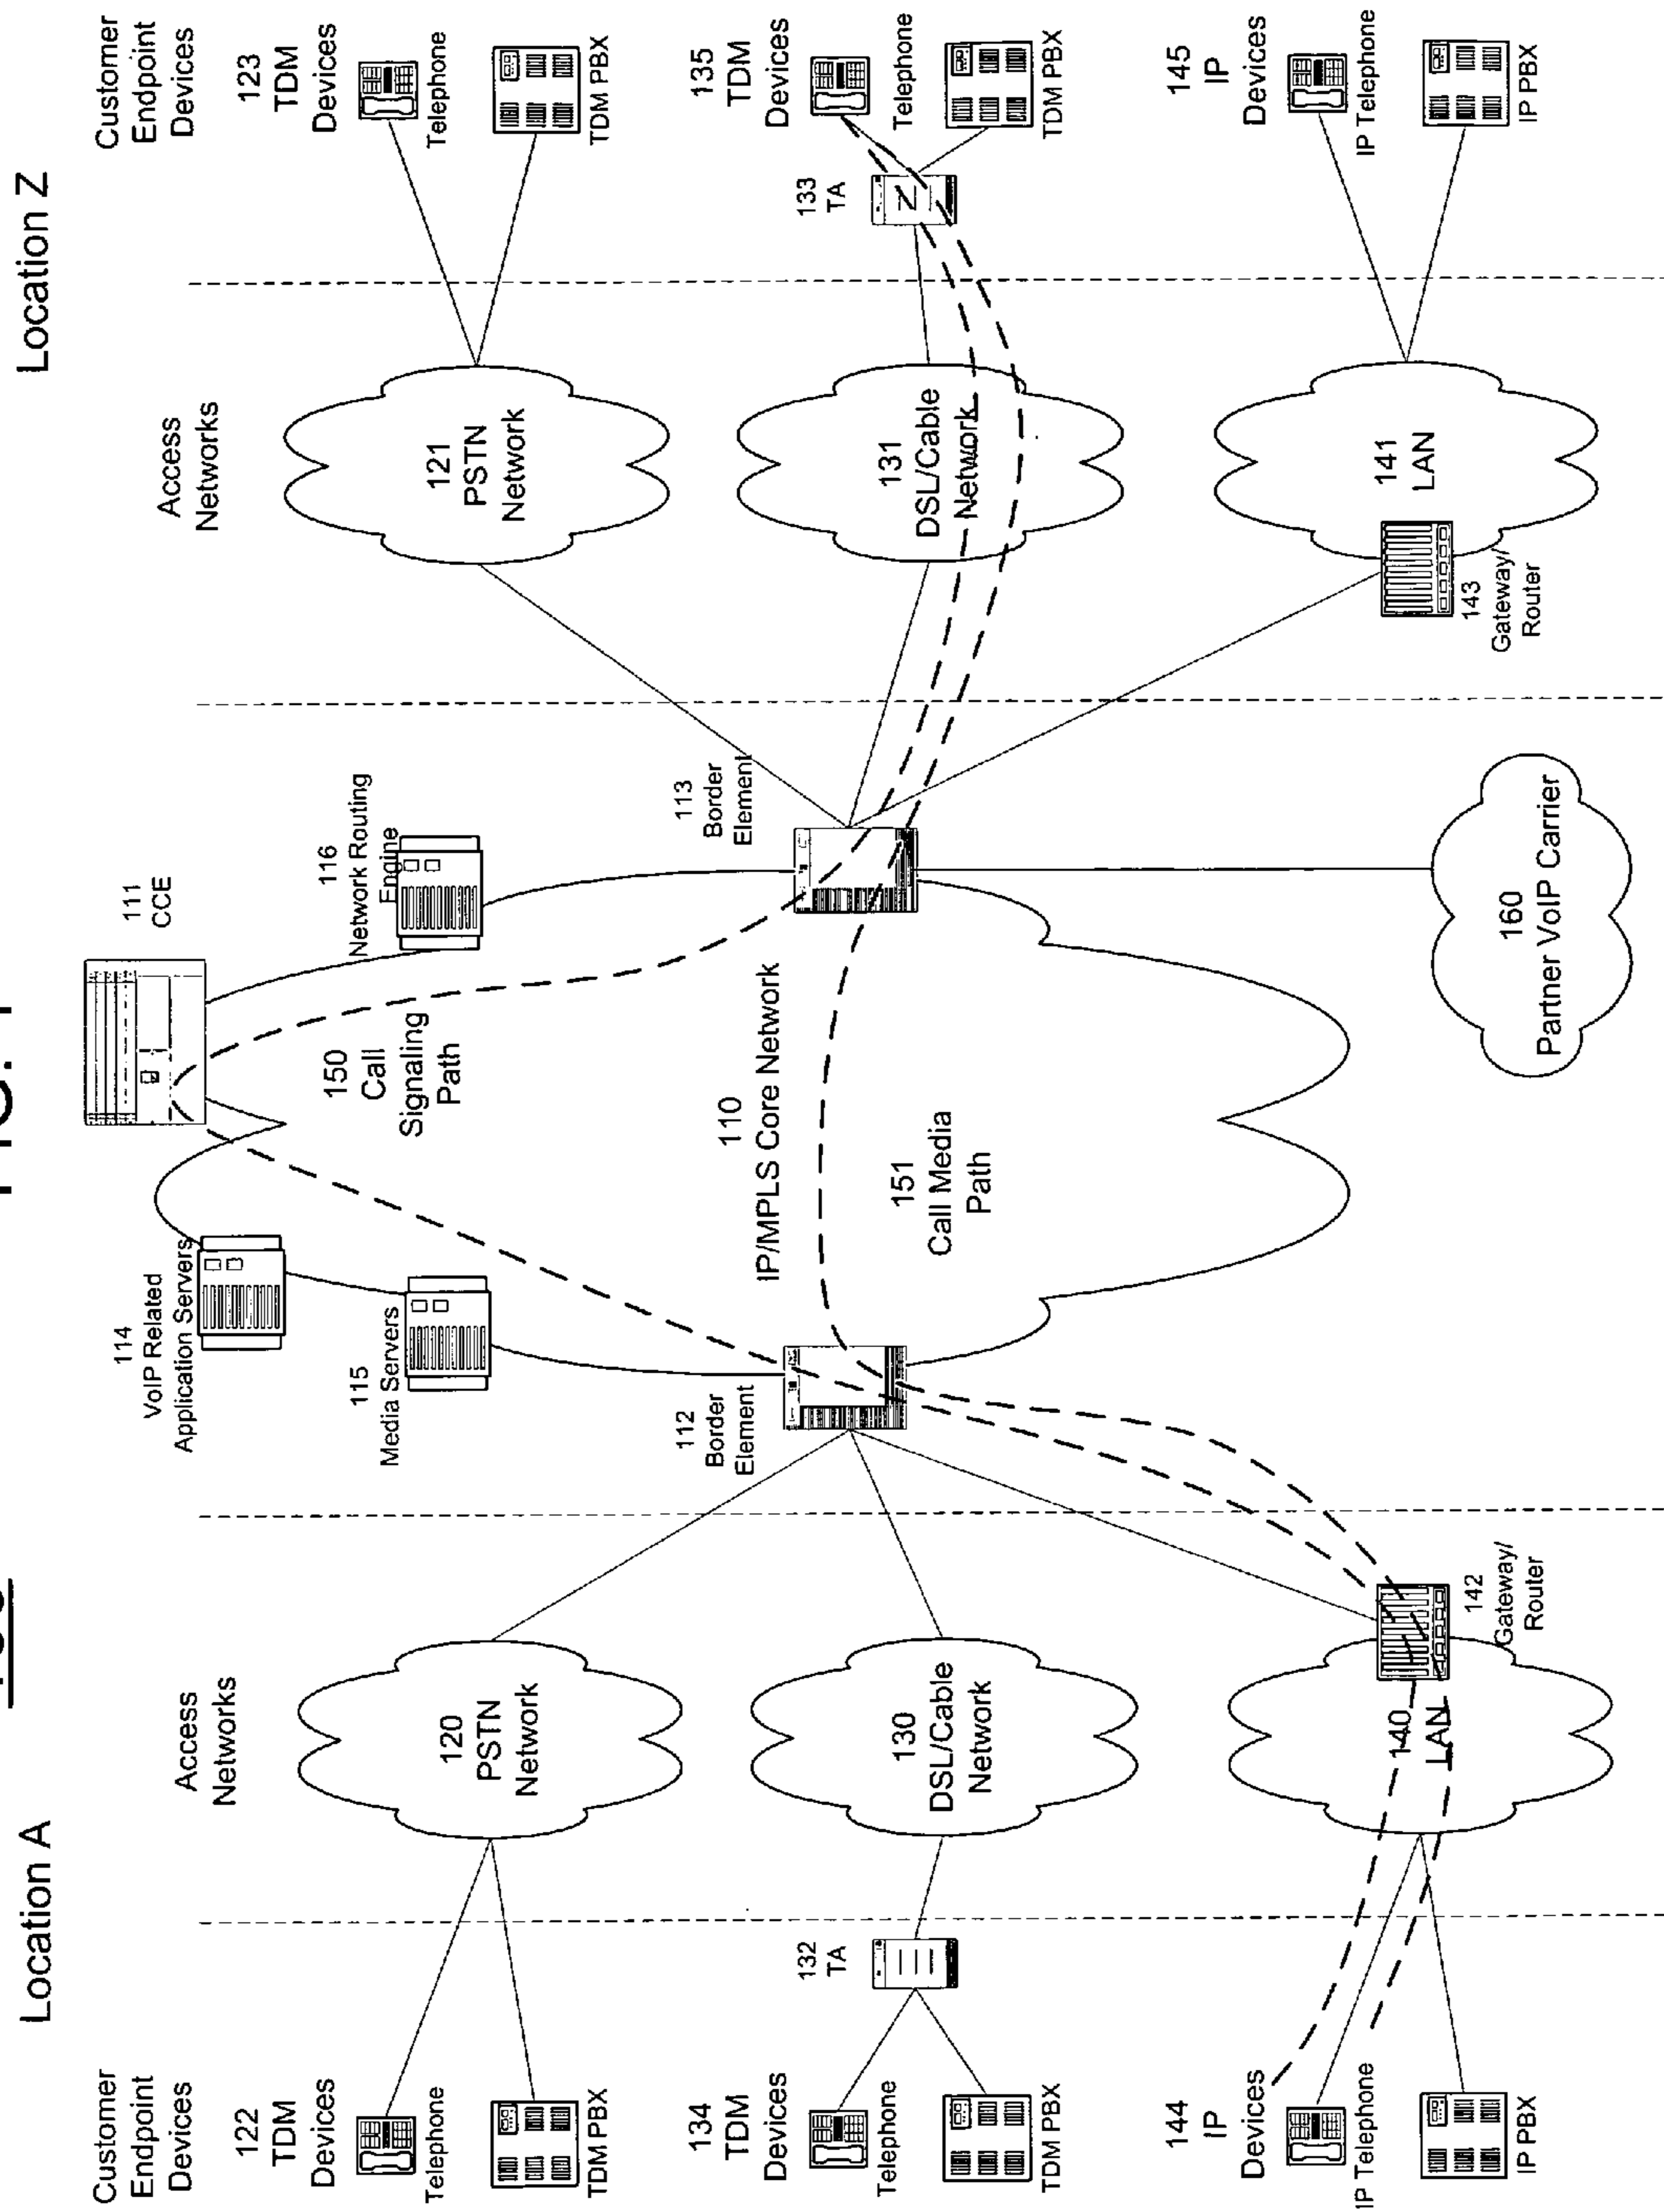 Location A
Location Z
Customer
Endpoint
Devices
Access
Networks
Access
Networks
Customer
Endpoint
Devices
122
TDM
Devices
Telephone
TDM PBX
120
PSTN
Network
134
TDM
Devices
Telephone
TDM PBX
132
TA
130
DSL/Cable
Network
144
IP
Devices
IP Telephone
IP PBX
140
LAN
142
Gateway/
Router
114
VoIP Related
Application Servers
115
Media Servers
112
Border
Element
111
CCE
150
Call
Signaling
Path
116
Network Routing
Engine
110
IP/MPLS Core Network
151
Call Media
Path
113
Border
Element
160
Partner VoIP Carrier
121
PSTN
Network
131
DSL/Cable
Network
141
LAN
143
Gateway/
Router
123
TDM
Devices
Telephone
TDM PBX
133
TA
135
TDM
Devices
Telephone
TDM PBX
145
IP
Devices
IP Telephone
IP PBX